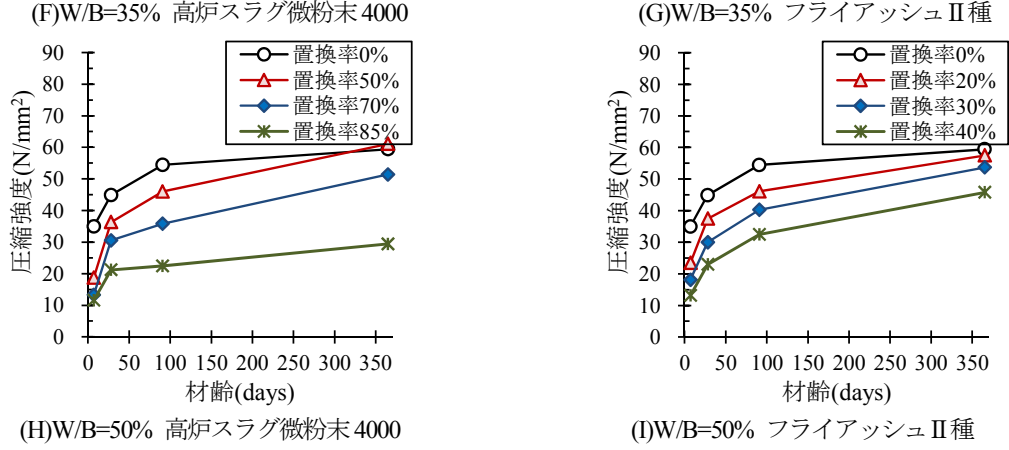 (F)W/B=35% 高炉スラグ微粉末4000
(G)W/B=35% フライアッシュⅡ種
圧縮強度(N/mm²)
90
80
70
60
50
40
30
20
10
0
置換率0%
置換率50%
置換率70%
置換率85%
0 50 100 150 200 250 300 350
材齢(days)
圧縮強度(N/mm²)
90
80
70
60
50
40
30
20
10
0
置換率0%
置換率20%
置換率30%
置換率40%
0 50 100 150 200 250 300 350
材齢(days)
(H)W/B=50% 高炉スラグ微粉末4000
(I)W/B=50% フライアッシュⅡ種